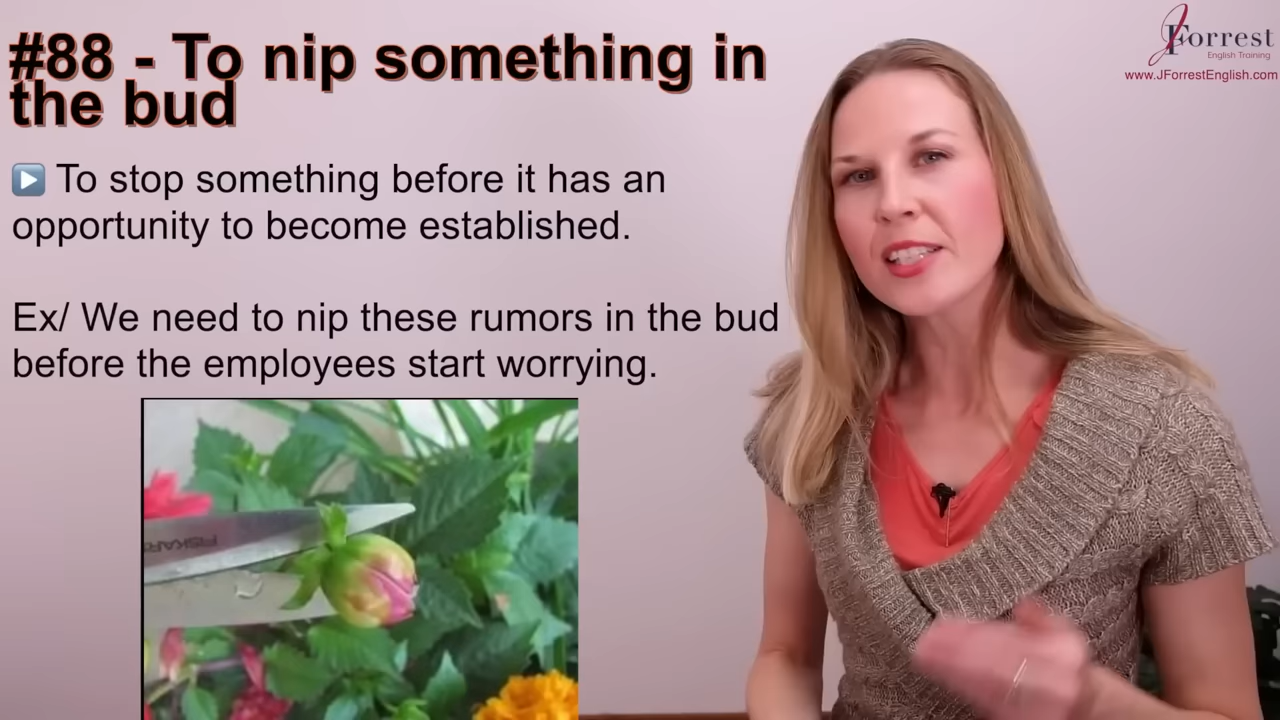 #88 - To nip something in
the bud
▶️ To stop something before it has an
opportunity to become established.
Ex/ We need to nip these rumors in the bud
before the employees start worrying.
JForrest
English Training
www.JForrestEnglish.com
FISKARS